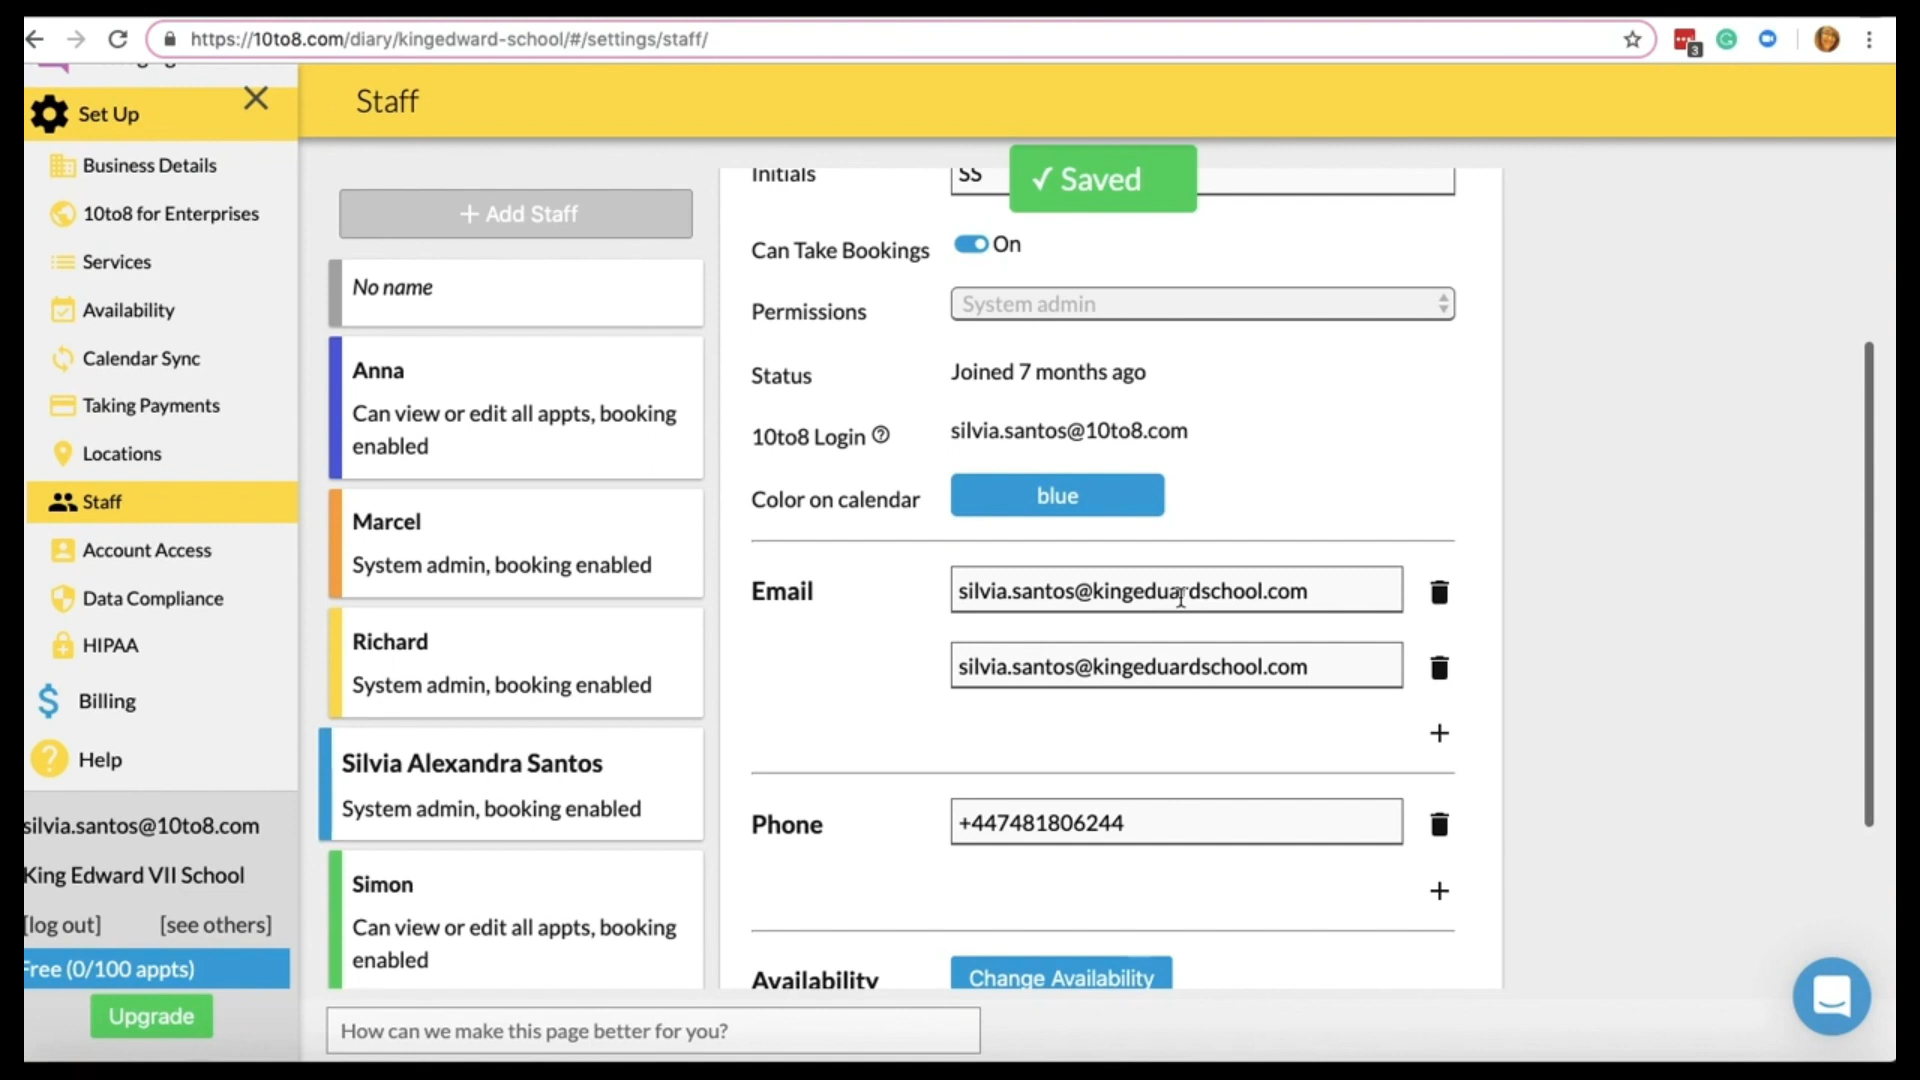 https://10to8.com/diary/kingedward-school/#/settings/staff/
3
Set Up
Business Details
10to8 for Enterprises
Services
Availability
Calendar Sync
Taking Payments
Locations
Staff
Account Access
Data Compliance
HIPAA
Billing
? Help
silvia.santos@10to8.com
King Edward VII School
[log out] [see others]
Free (0/100 appts)
Upgrade
Staff
+ Add Staff
No name
Anna
Can view or edit all appts, booking
enabled
Marcel
System admin, booking enabled
Richard
System admin, booking enabled
Silvia Alexandra Santos
System admin, booking enabled
Simon
Can view or edit all appts, booking
enabled
✓ Saved
Initials SS
Can Take Bookings On
Permissions System admin
Status Joined 7 months ago
10to8 Login ? silvia.santos@10to8.com
Color on calendar blue
Email silvia.santos@kingeduardschool.com
silvia.santos@kingeduardschool.com
+
Phone +447481806244
+
Availability Change Availability
How can we make this page better for you?